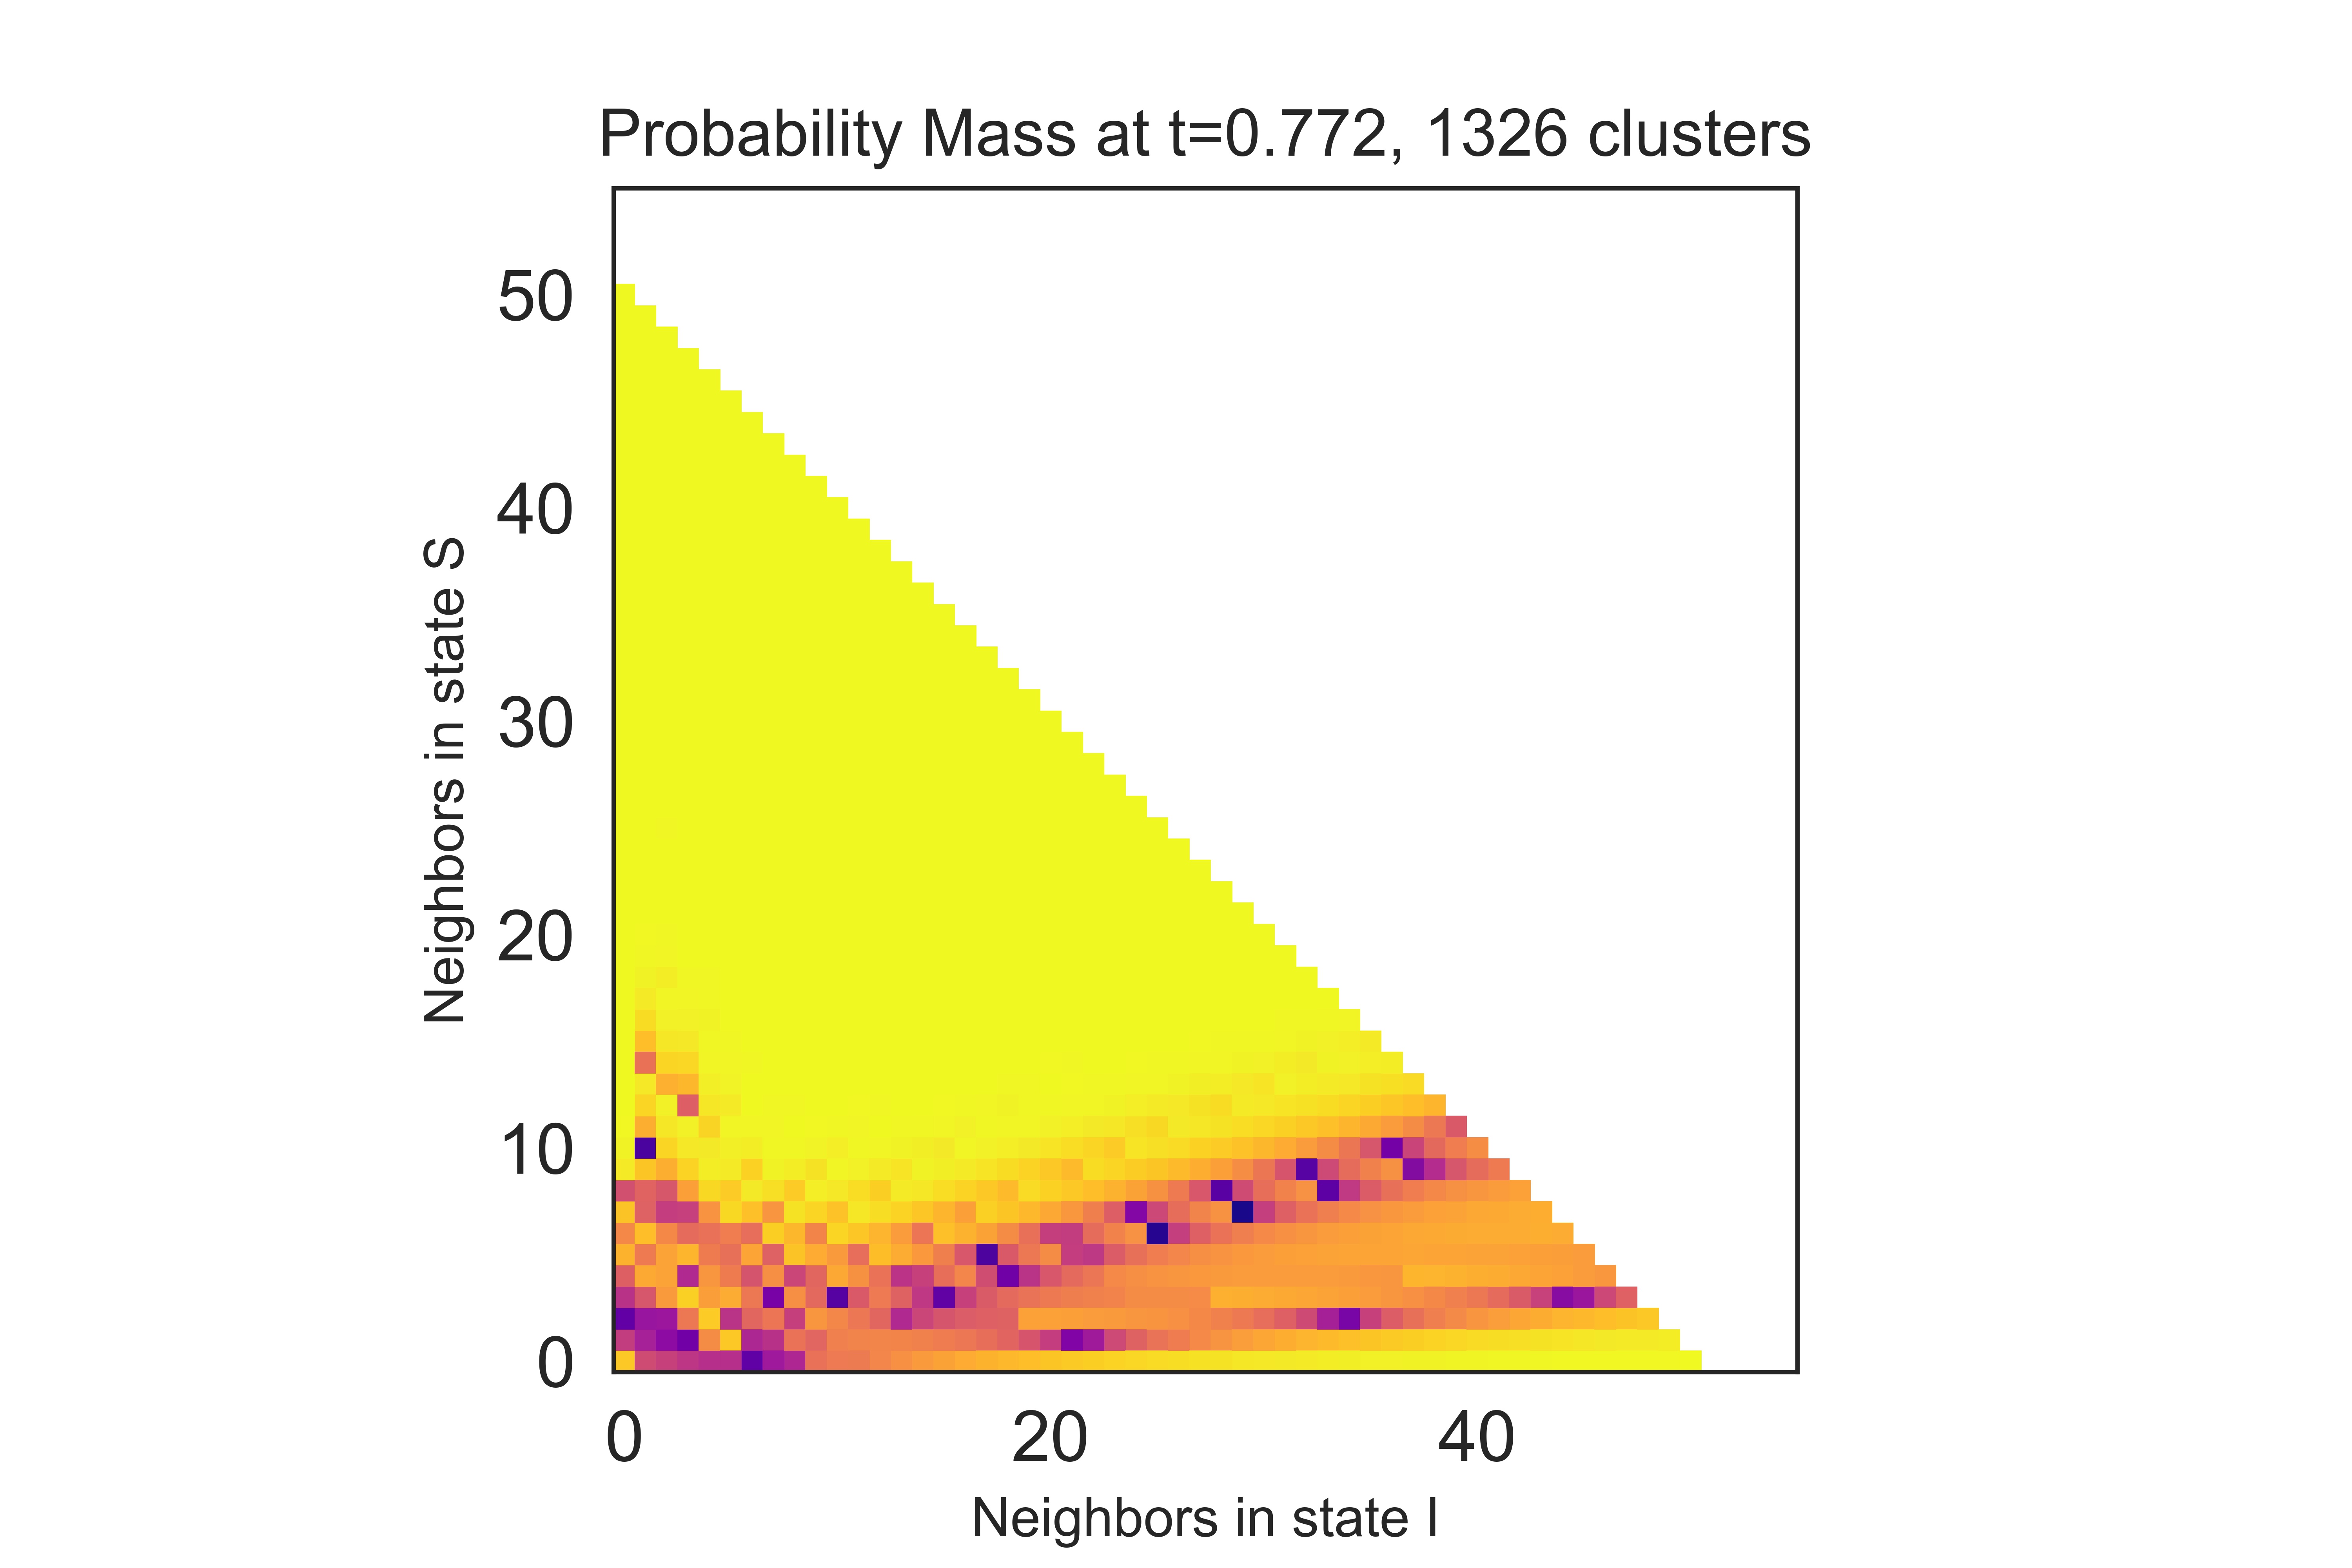 Probability Mass at t=0.772, 1326 clusters
50
40
30
20
10
0
Neighbors in state S
0 20 40
Neighbors in state I